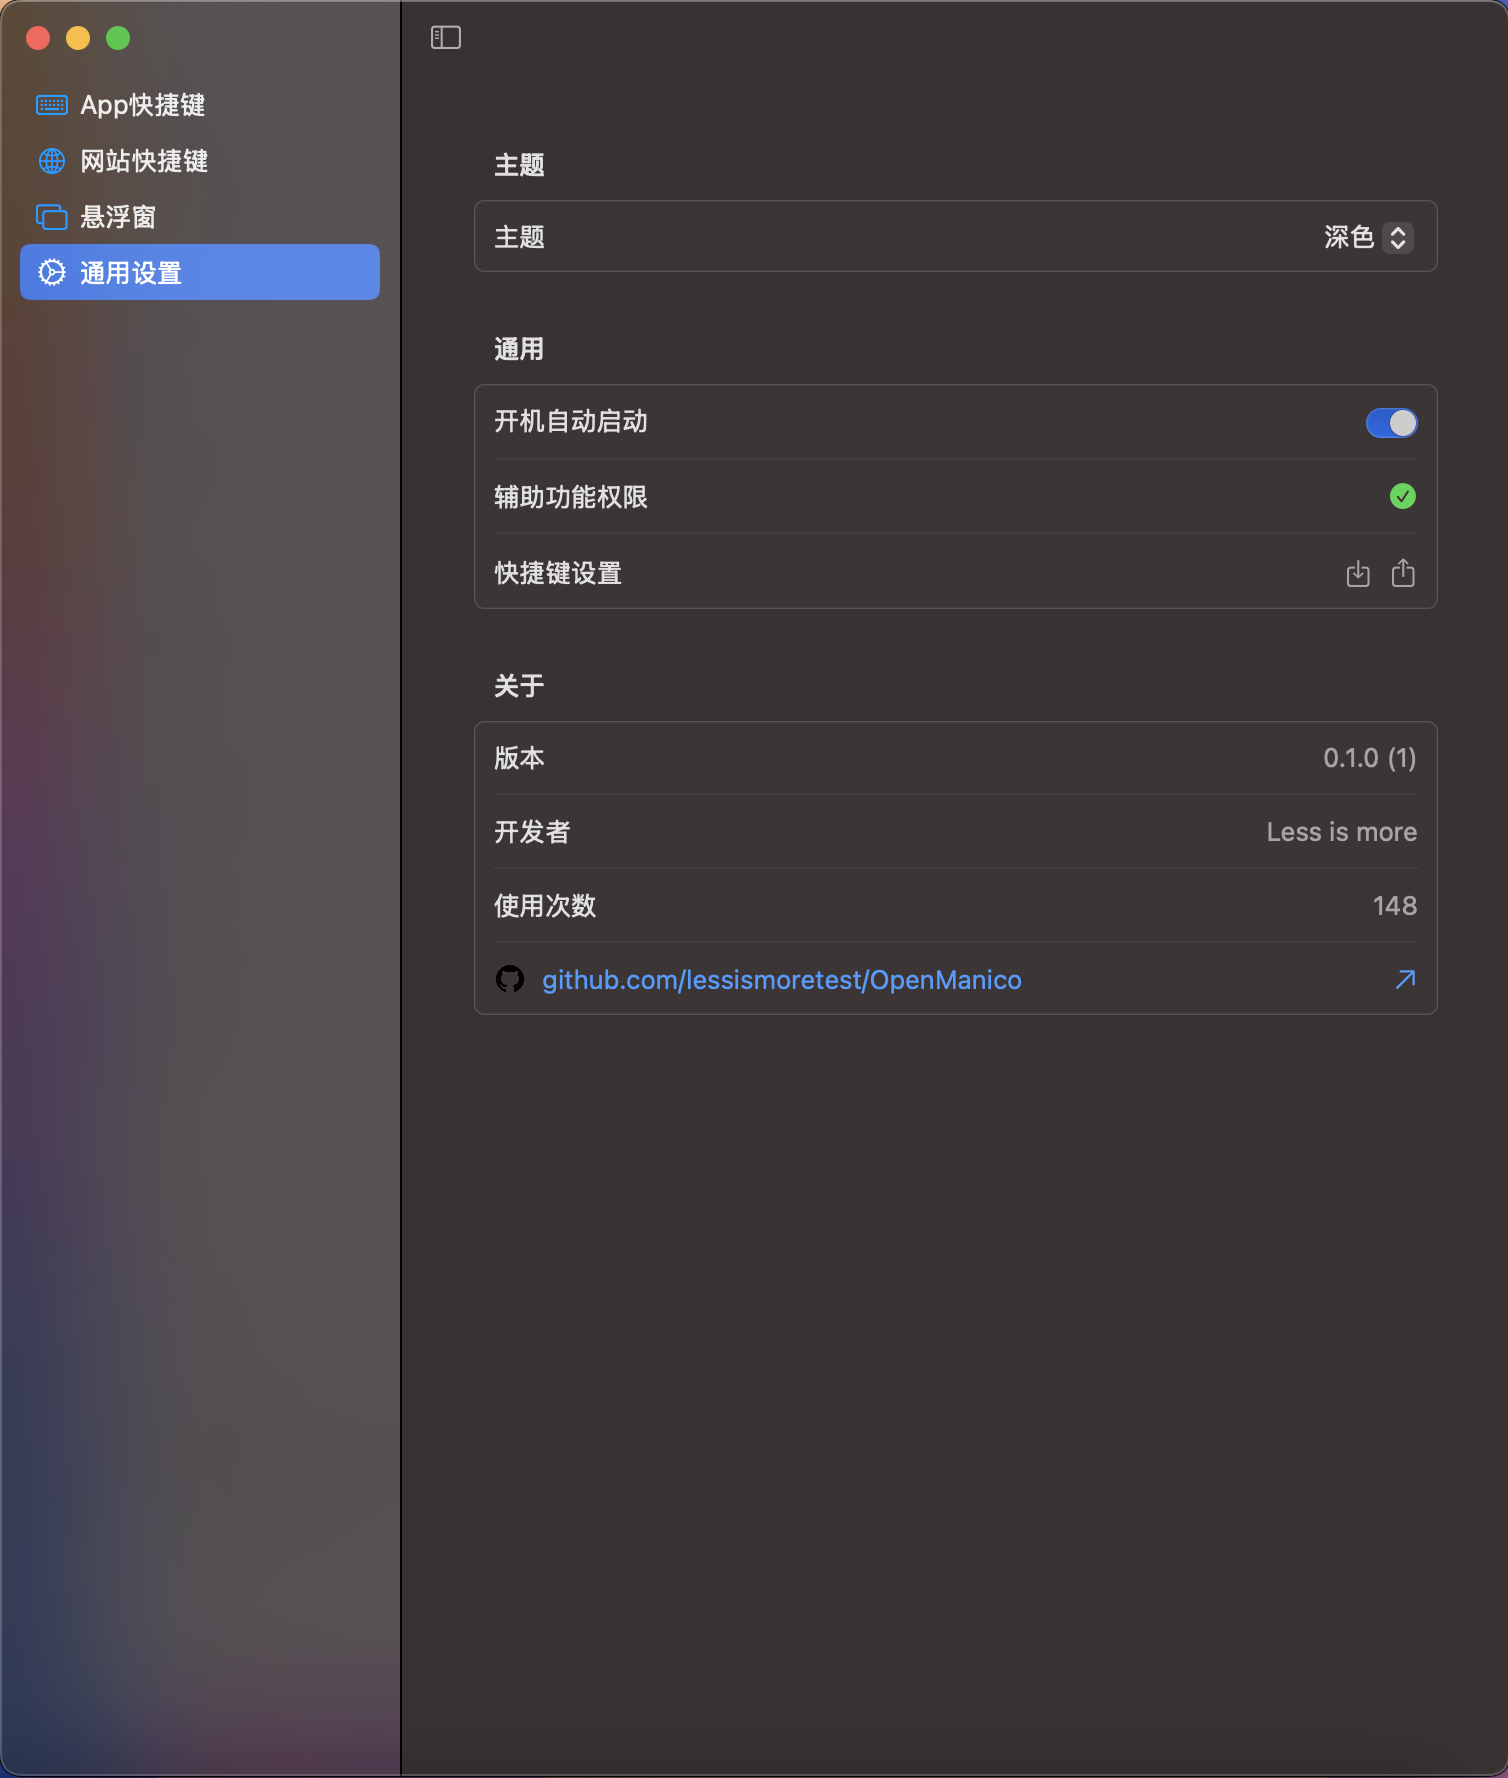 App快捷键
网站快捷键
悬浮窗
通用设置
主题
主题 深色
通用
开机自动启动
辅助功能权限
快捷键设置
关于
版本 0.1.0 (1)
开发者 Less is more
使用次数 148
github.com/lessismoretest/OpenManico